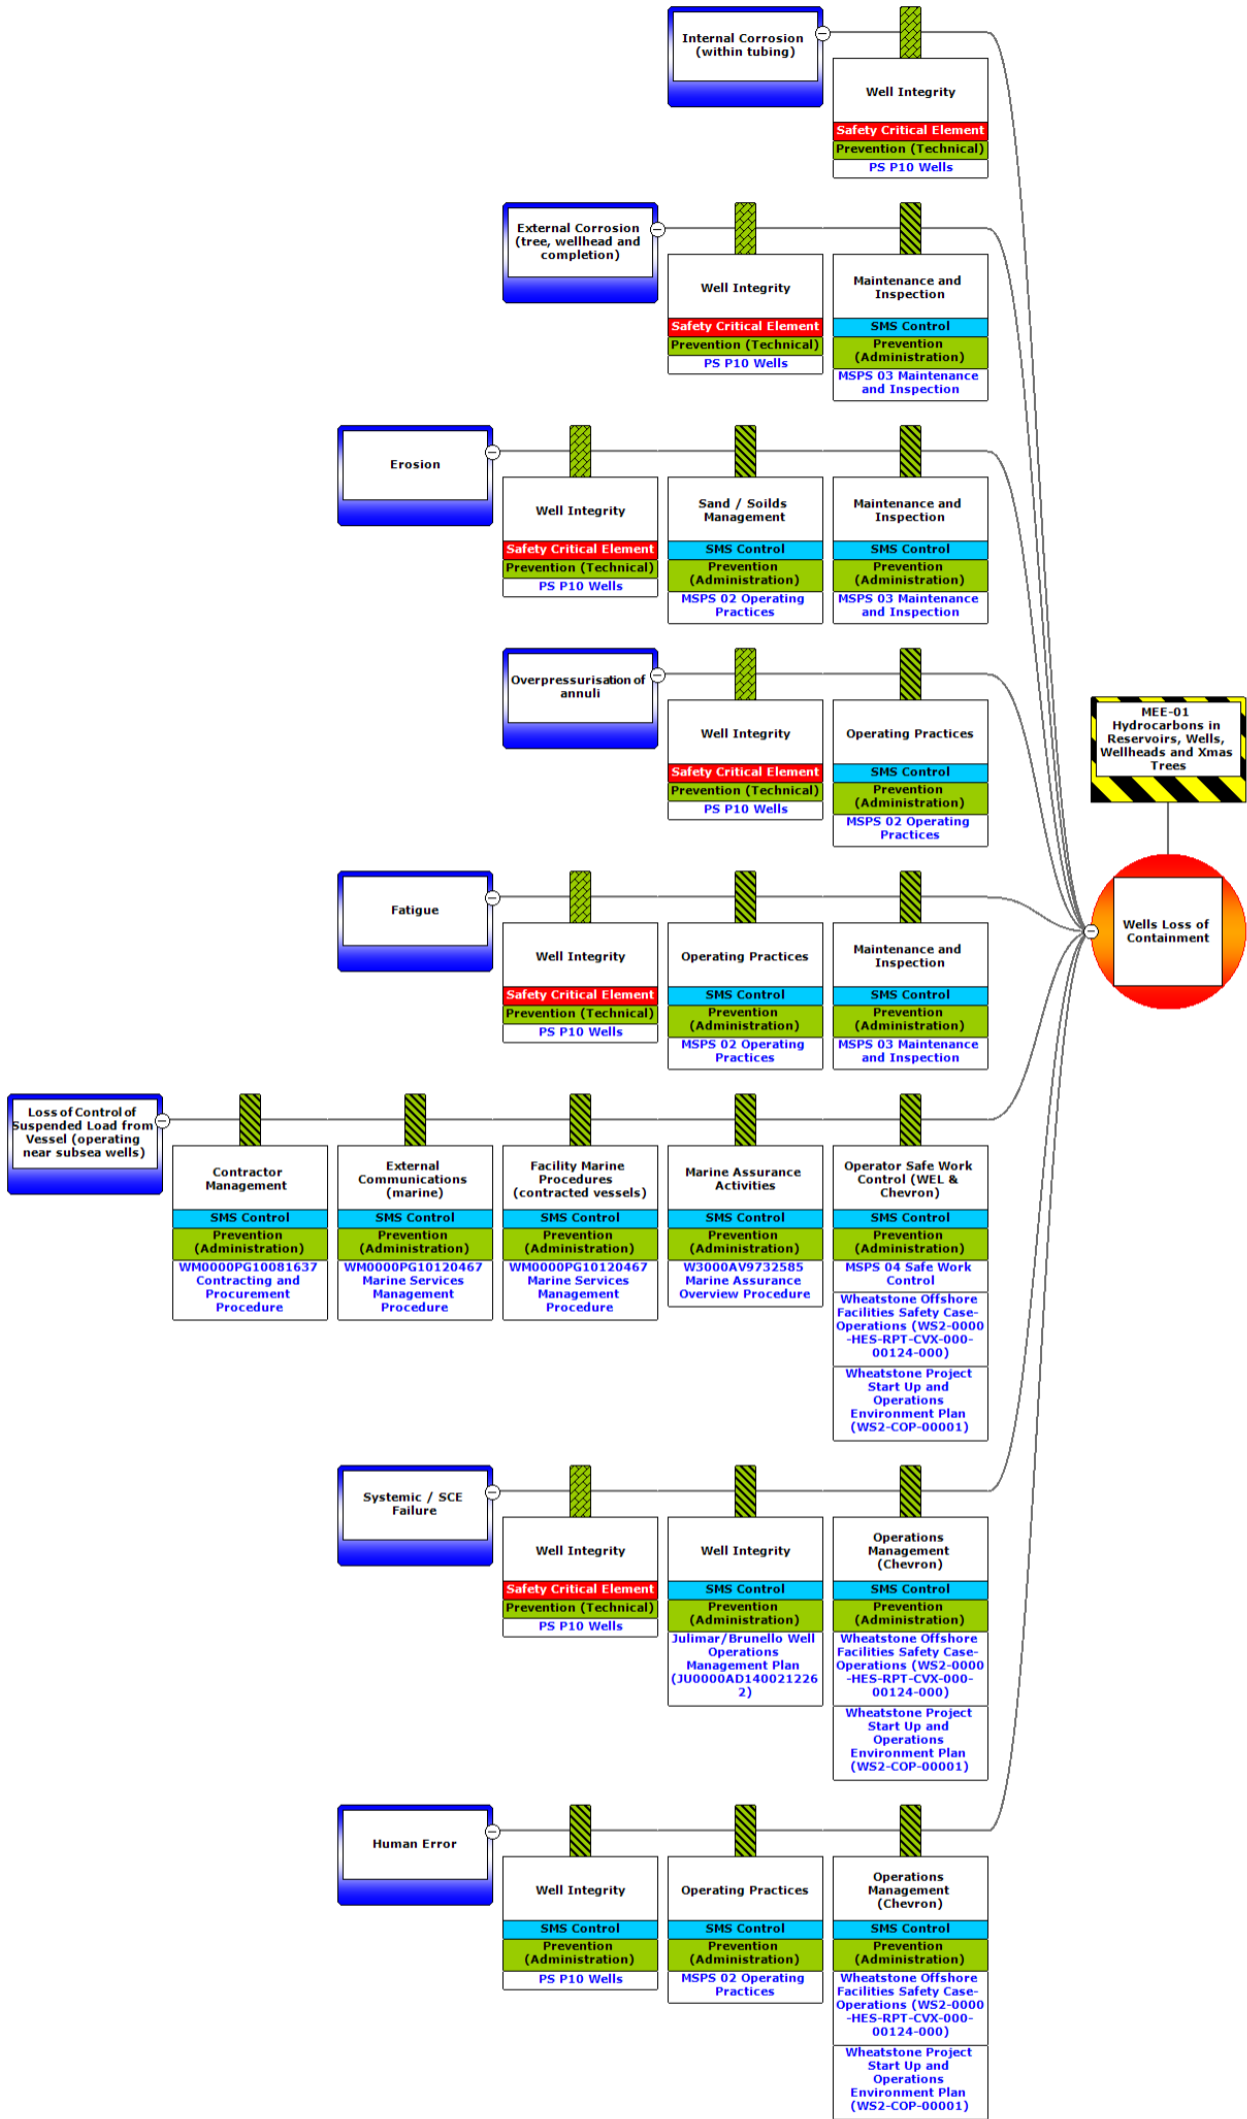 Internal Corrosion
(within tubing)
Well Integrity
Safety Critical Element
Prevention (Technical)
PS P10 Wells
External Corrosion
(tree, wellhead and
completion)
Well Integrity
Safety Critical Element
Prevention (Technical)
PS P10 Wells
Maintenance and
Inspection
SMS Control
Prevention
(Administration)
MSPS 03 Maintenance
and Inspection
Erosion
Well Integrity
Safety Critical Element
Prevention (Technical)
PS P10 Wells
Sand / Soilds
Management
SMS Control
Prevention
(Administration)
MSPS 02 Operating
Practices
Maintenance and
Inspection
SMS Control
Prevention
(Administration)
MSPS 03 Maintenance
and Inspection
Overpressurisation of
annuli
Well Integrity
Safety Critical Element
Prevention (Technical)
PS P10 Wells
Operating Practices
SMS Control
Prevention
(Administration)
MSPS 02 Operating
Practices
MEE-01
Hydrocarbons in
Reservoirs, Wells,
Wellheads and Xmas
Trees
Wells Loss of
Containment
Fatigue
Well Integrity
Safety Critical Element
Prevention (Technical)
PS P10 Wells
Operating Practices
SMS Control
Prevention
(Administration)
MSPS 02 Operating
Practices
Maintenance and
Inspection
SMS Control
Prevention
(Administration)
MSPS 03 Maintenance
and Inspection
Loss of Control of
Suspended Load from
Vessel (operating
near subsea wells)
Contractor
Management
SMS Control
Prevention
(Administration)
WM0000PG10081637
Contracting and
Procurement
Procedure
External
Communications
(marine)
SMS Control
Prevention
(Administration)
WM0000PG10120467
Marine Services
Management
Procedure
Facility Marine
Procedures
(contracted vessels)
SMS Control
Prevention
(Administration)
WM0000PG10120467
Marine Services
Management
Procedure
Marine Assurance
Activities
SMS Control
Prevention
(Administration)
W3000AV9732585
Marine Assurance
Overview Procedure
Operator Safe Work
Control (WEL &
Chevron)
SMS Control
Prevention
(Administration)
MSPS 04 Safe Work
Control
Wheatstone Offshore
Facilities Safety Case-
Operations (WS2-0000
-HES-RPT-CVX-000-
00124-000)
Wheatstone Project
Start Up and
Operations
Environment Plan
(WS2-COP-00001)
Systemic / SCE
Failure
Well Integrity
Safety Critical Element
Prevention (Technical)
PS P10 Wells
Well Integrity
SMS Control
Prevention
(Administration)
Julimar/Brunello Well
Operations
Management Plan
(JU0000AD140021226
2)
Operations
Management
(Chevron)
SMS Control
Prevention
(Administration)
Wheatstone Offshore
Facilities Safety Case-
Operations (WS2-0000
-HES-RPT-CVX-000-
00124-000)
Wheatstone Project
Start Up and
Operations
Environment Plan
(WS2-COP-00001)
Human Error
Well Integrity
SMS Control
Prevention
(Administration)
PS P10 Wells
Operating Practices
SMS Control
Prevention
(Administration)
MSPS 02 Operating
Practices
Operations
Management
(Chevron)
SMS Control
Prevention
(Administration)
Wheatstone Offshore
Facilities Safety Case-
Operations (WS2-0000
-HES-RPT-CVX-000-
00124-000)
Wheatstone Project
Start Up and
Operations
Environment Plan
(WS2-COP-00001)